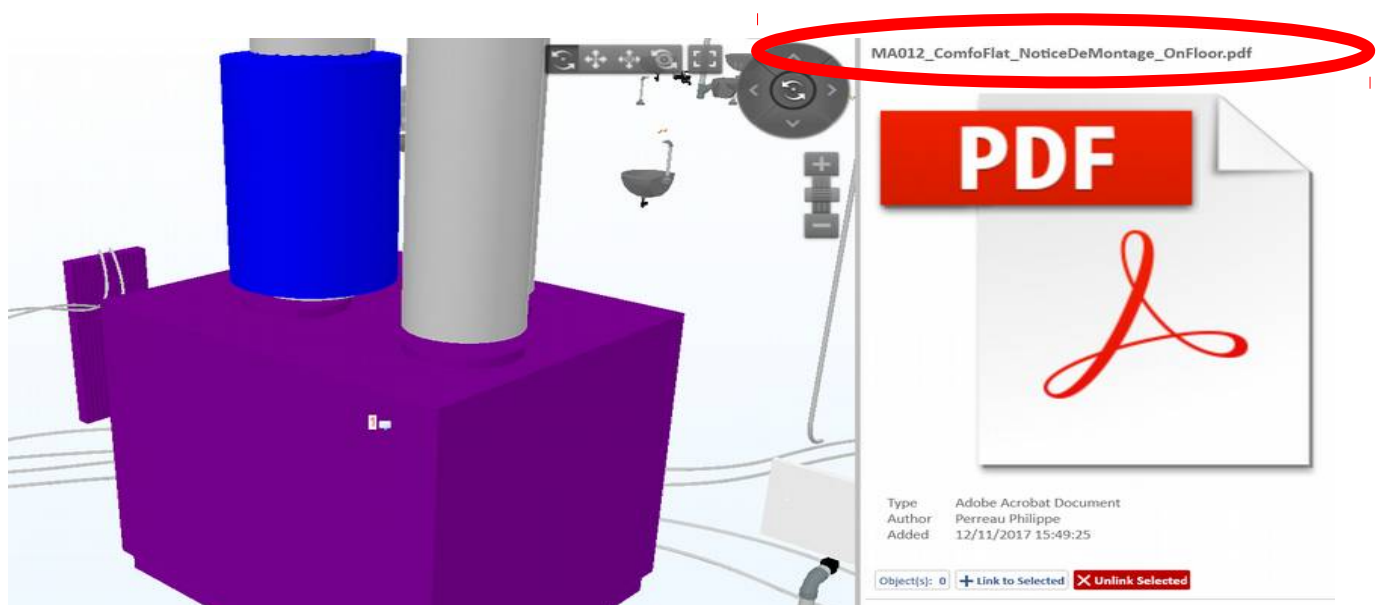 MA012_ComfoFlat_NoticeDeMontage_OnFloor.pdf
PDF
Type Adobe Acrobat Document
Author Perreau Philippe
Added 12/11/2017 15:49:25
Object(s): 0 + Link to Selected X Unlink Selected